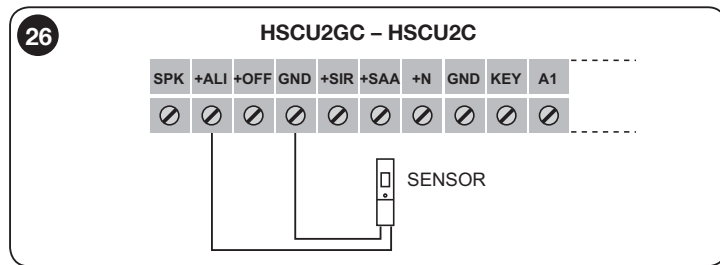 26
HSCU2GC – HSCU2C
SPK +ALI +OFF GND +SIR +SAA +N GND KEY A1
SENSOR